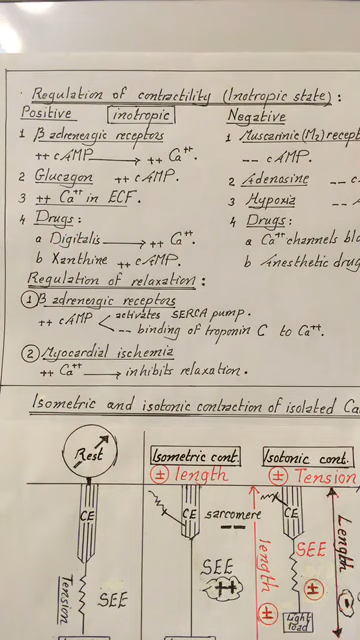 Regulation of contractility (Inotropic state) :
Positive inotropic Negative
1 β adrenergic receptors
++ cAMP → ++ Ca++.
2 Glucagon ++ cAMP.
3 ++ Ca++ in ECF.
4 Drugs :
a Digitalis → ++ Ca++.
b Xanthine ++ cAMP.
1 Muscarinic (M2) recept
-- cAMP.
2 Adenosine -- c
3 Hypoxia --
4 Drugs :
a Ca++ channels blo
b Anesthetic drug
Regulation of relaxation :
1 β adrenergic receptors
++ cAMP < activates SERCA pump.
-- binding of troponin C to Ca++.
2 Myocardial ischemia
++ Ca++ → inhibits relaxation.
Isometric and isotonic contraction of isolated Ca
Rest
CE
SEE
Tension
Isometric cont.
± length
CE
sarcomere
--
SEE
++
length
Isotonic cont.
± Tension
CE
SEE
±
Light load
Length